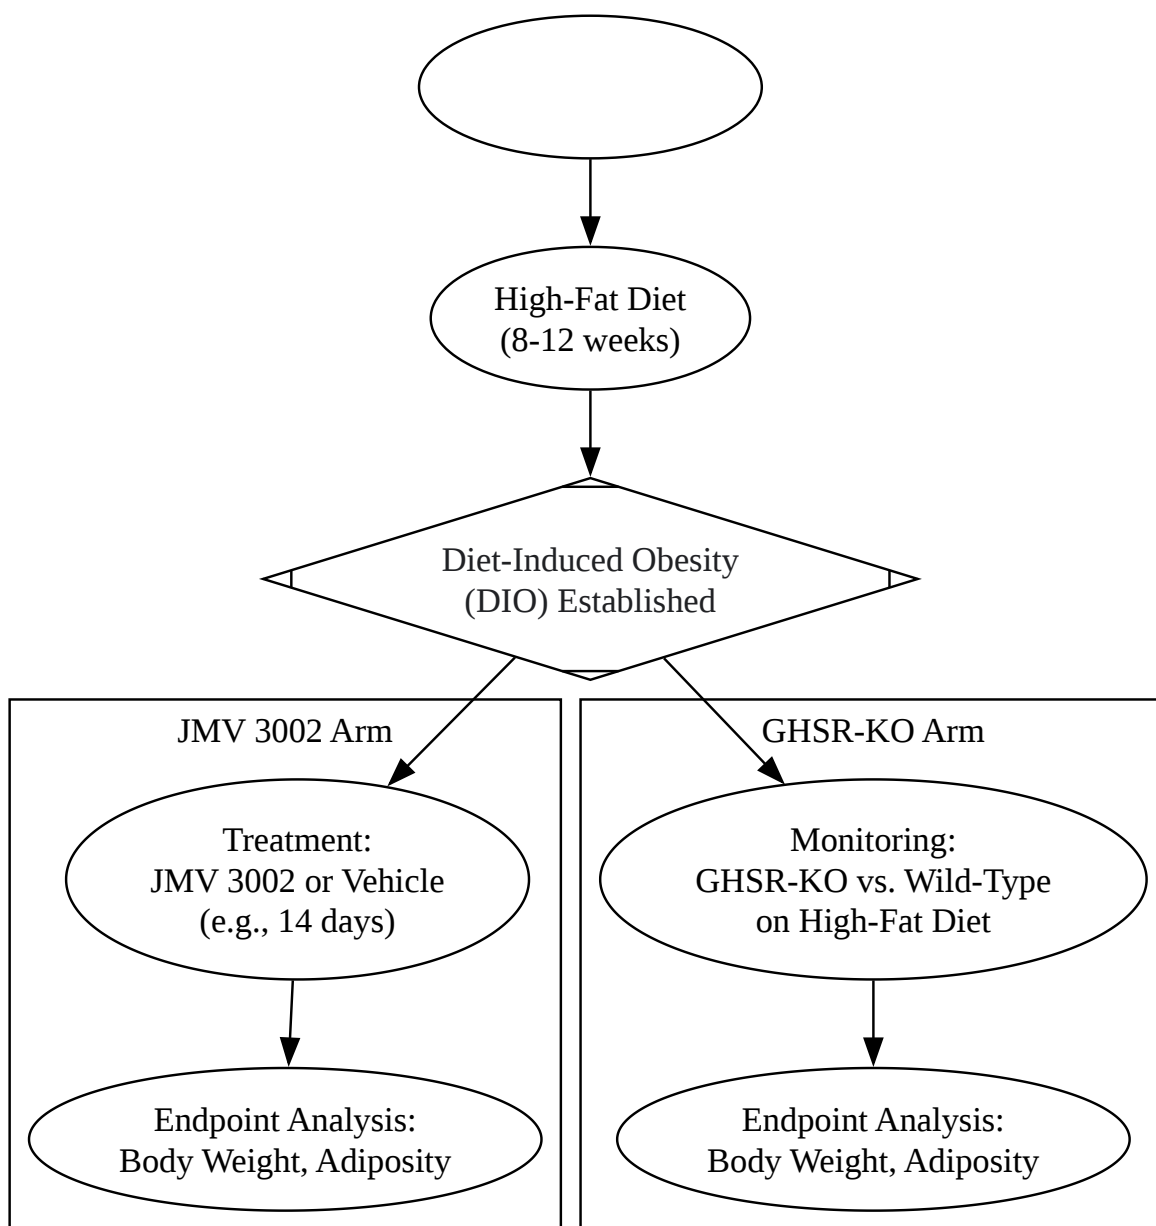 High-Fat Diet
(8-12 weeks)
Diet-Induced Obesity
(DIO) Established
JMV 3002 Arm
Treatment:
JMV 3002 or Vehicle
(e.g., 14 days)
Endpoint Analysis:
Body Weight, Adiposity
GHSR-KO Arm
Monitoring:
GHSR-KO vs. Wild-Type
on High-Fat Diet
Endpoint Analysis:
Body Weight, Adiposity